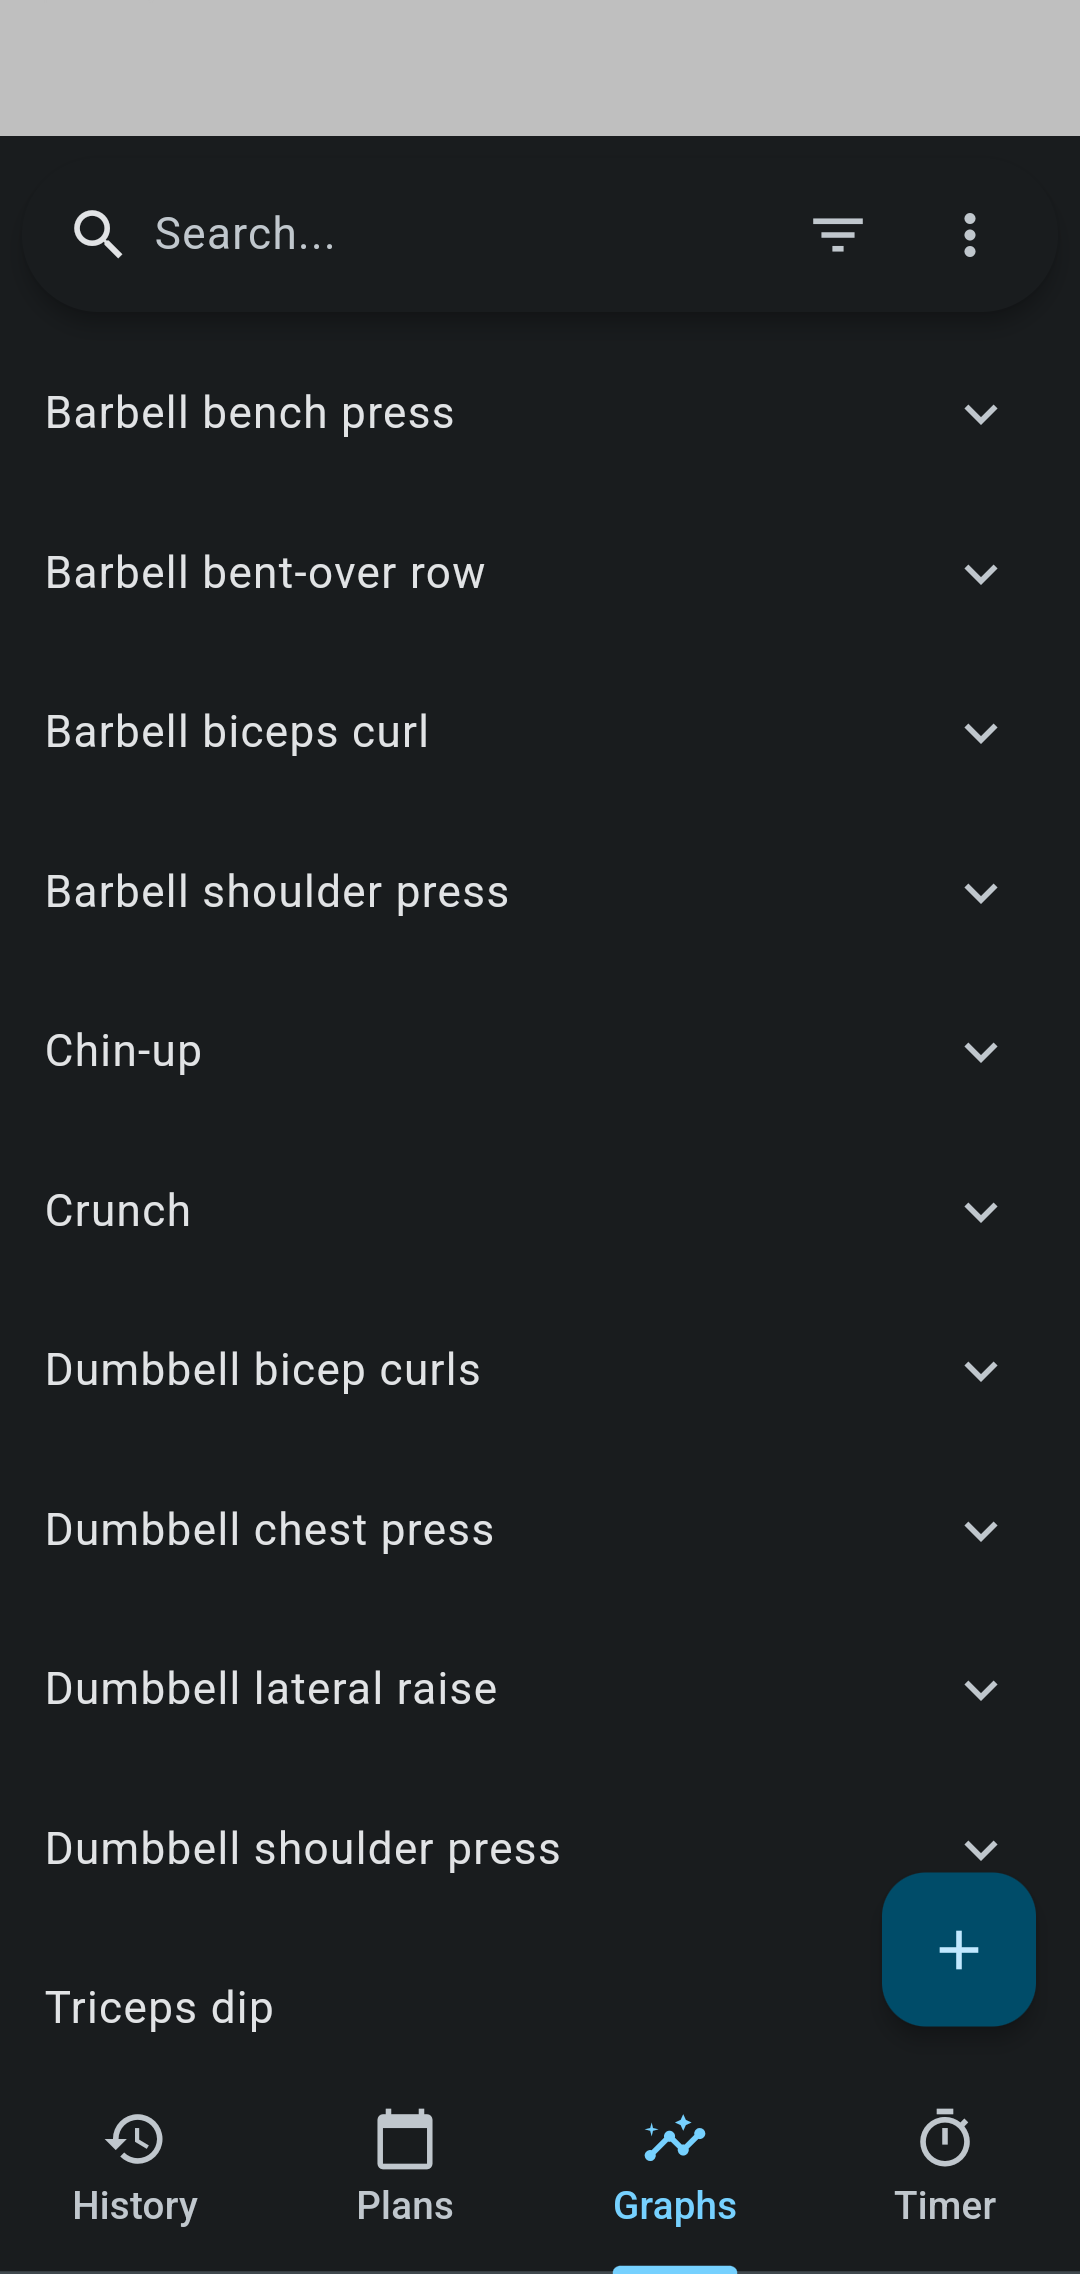 Search...
Barbell bench press
Barbell bent-over row
Barbell biceps curl
Barbell shoulder press
Chin-up
Crunch
Dumbbell bicep curls
Dumbbell chest press
Dumbbell lateral raise
Dumbbell shoulder press
Triceps dip
History
Plans
Graphs
Timer